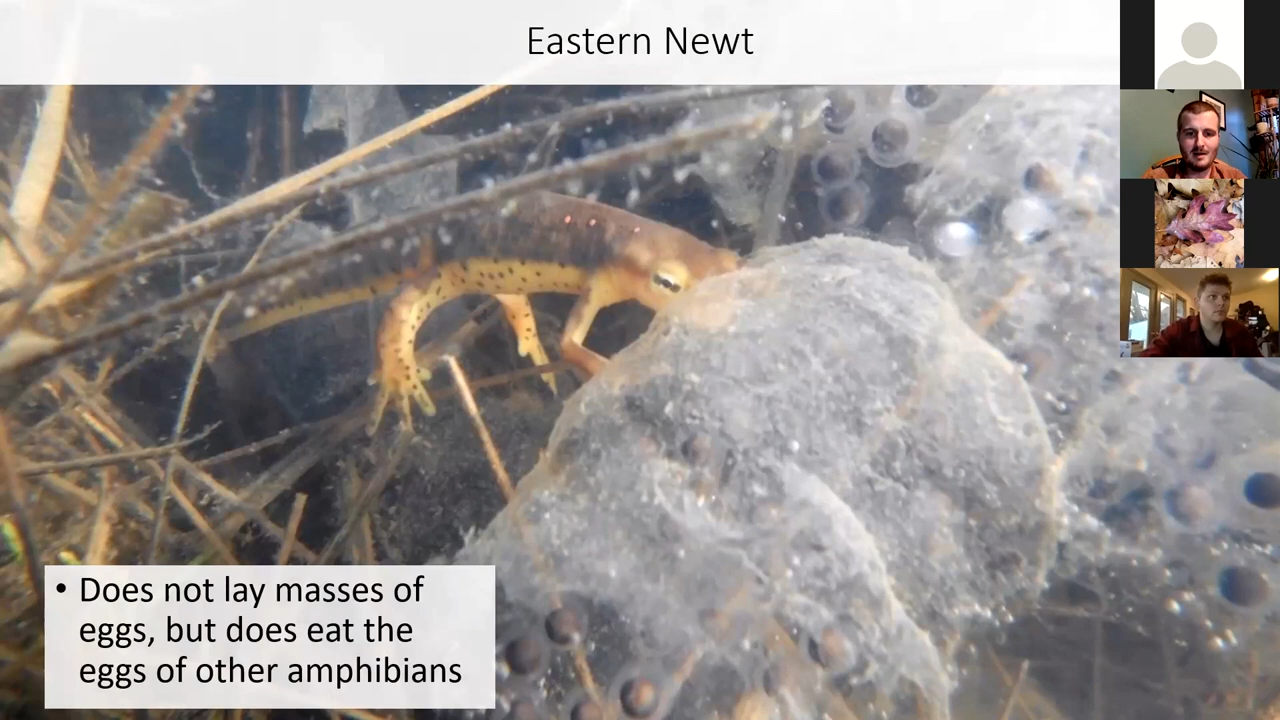 Eastern Newt
• Does not lay masses of
eggs, but does eat the
eggs of other amphibians